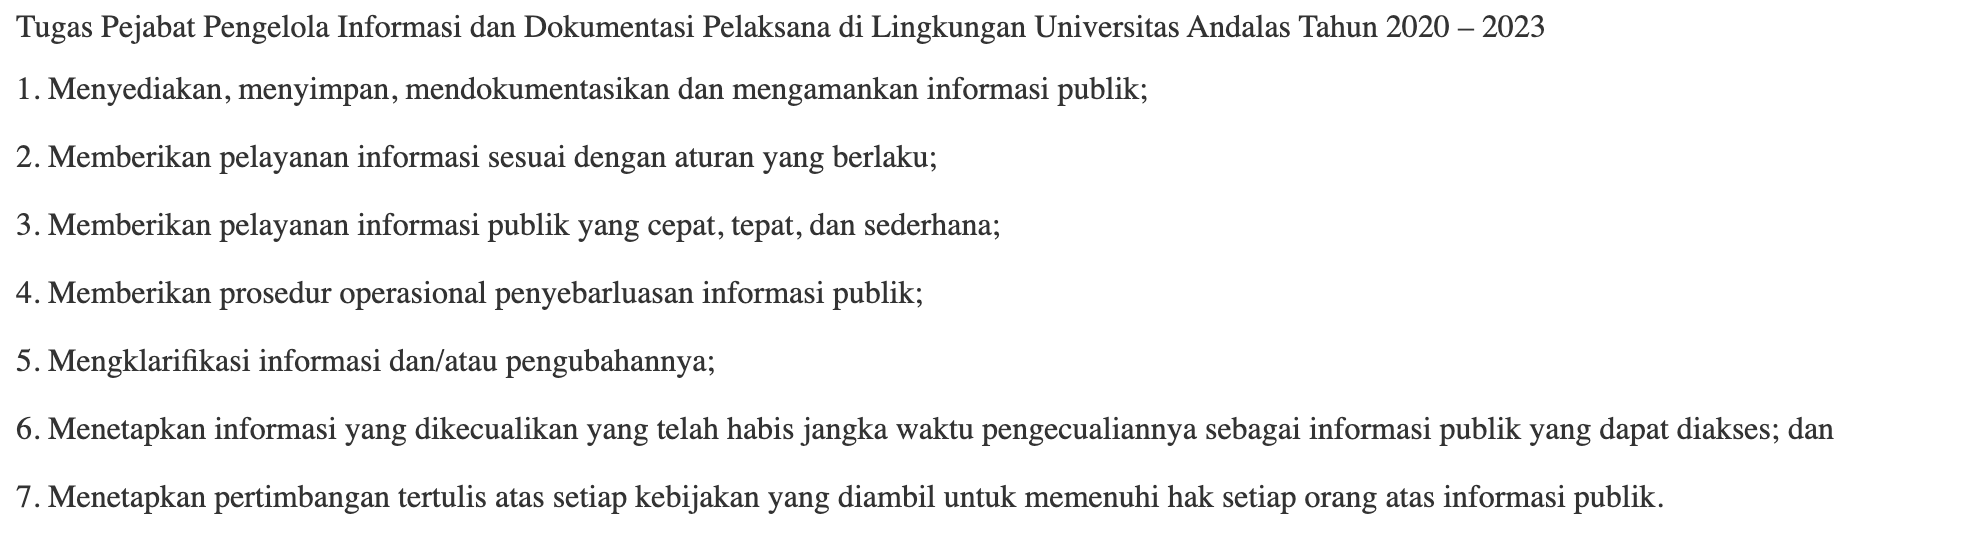 Tugas Pejabat Pengelola Informasi dan Dokumentasi Pelaksana di Lingkungan Universitas Andalas Tahun 2020 – 2023
1. Menyediakan, menyimpan, mendokumentasikan dan mengamankan informasi publik;
2. Memberikan pelayanan informasi sesuai dengan aturan yang berlaku;
3. Memberikan pelayanan informasi publik yang cepat, tepat, dan sederhana;
4. Memberikan prosedur operasional penyebarluasan informasi publik;
5. Mengklarifikasi informasi dan/atau pengubahannya;
6. Menetapkan informasi yang dikecualikan yang telah habis jangka waktu pengecualiannya sebagai informasi publik yang dapat diakses; dan
7. Menetapkan pertimbangan tertulis atas setiap kebijakan yang diambil untuk memenuhi hak setiap orang atas informasi publik.